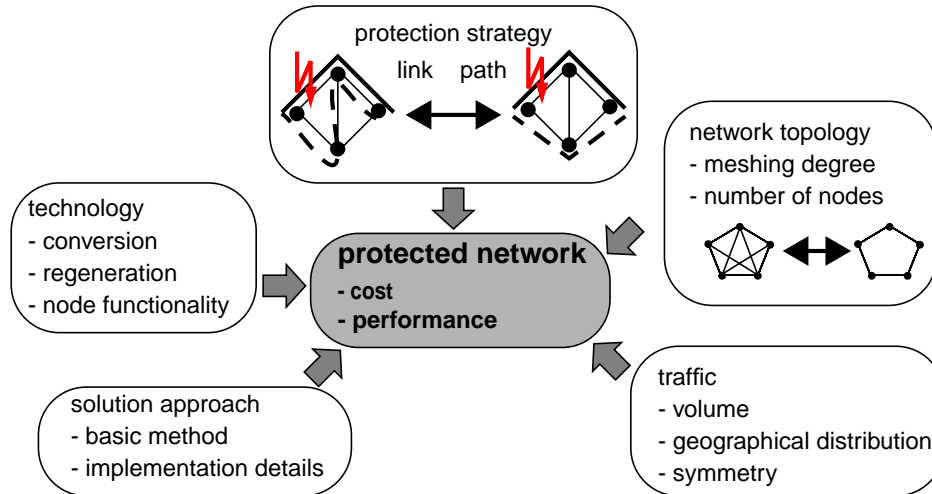 protection strategy
link path
network topology
- meshing degree
- number of nodes
technology
- conversion
- regeneration
- node functionality
protected network
- cost
- performance
solution approach
- basic method
- implementation details
traffic
- volume
- geographical distribution
- symmetry